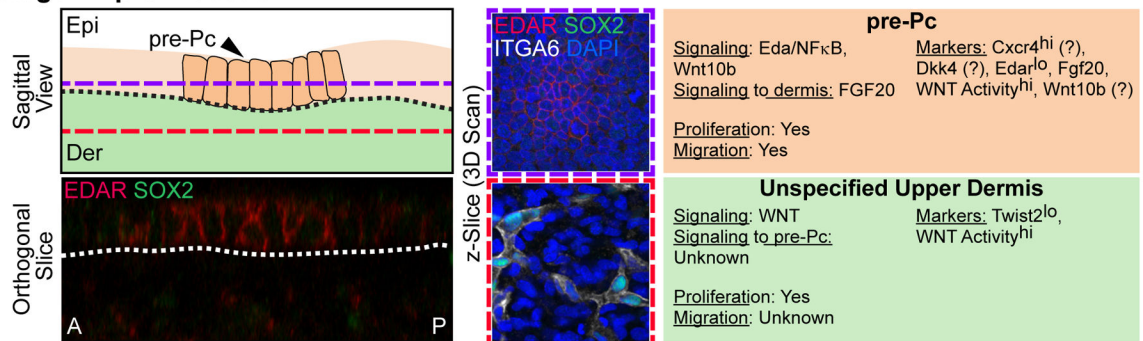 Epi
pre-Pc
Sagittal
View
Der
EDAR SOX2
Orthogonal
Slice
A
P
z-Slice (3D Scan)
EDAR SOX2
ITGA6 DAPI
pre-Pc
Signaling: Eda/NFκB,
Wnt10b
Signaling to dermis: FGF20
Proliferation: Yes
Migration: Yes
Markers: Cxcr4hi (?),
Dkk4 (?), Edarlo, Fgf20,
WNT Activityhi, Wnt10b (?)
Unspecified Upper Dermis
Signaling: WNT
Signaling to pre-Pc:
Unknown
Proliferation: Yes
Migration: Unknown
Markers: Twist2lo,
WNT Activityhi